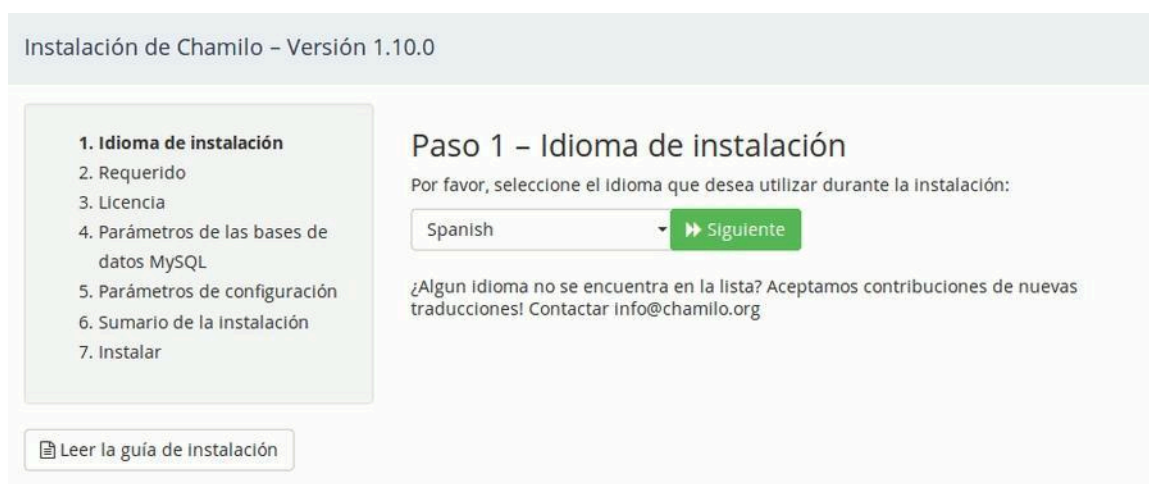 Instalación de Chamilo – Versión 1.10.0
1. Idioma de instalación
2. Requerido
3. Licencia
4. Parámetros de las bases de
datos MySQL
5. Parámetros de configuración
6. Sumario de la instalación
7. Instalar
Leer la guía de instalación
Paso 1 – Idioma de instalación
Por favor, seleccione el idioma que desea utilizar durante la instalación:
Spanish
Siguiente
¿Algun idioma no se encuentra en la lista? Aceptamos contribuciones de nuevas
traducciones! Contactar info@chamilo.org